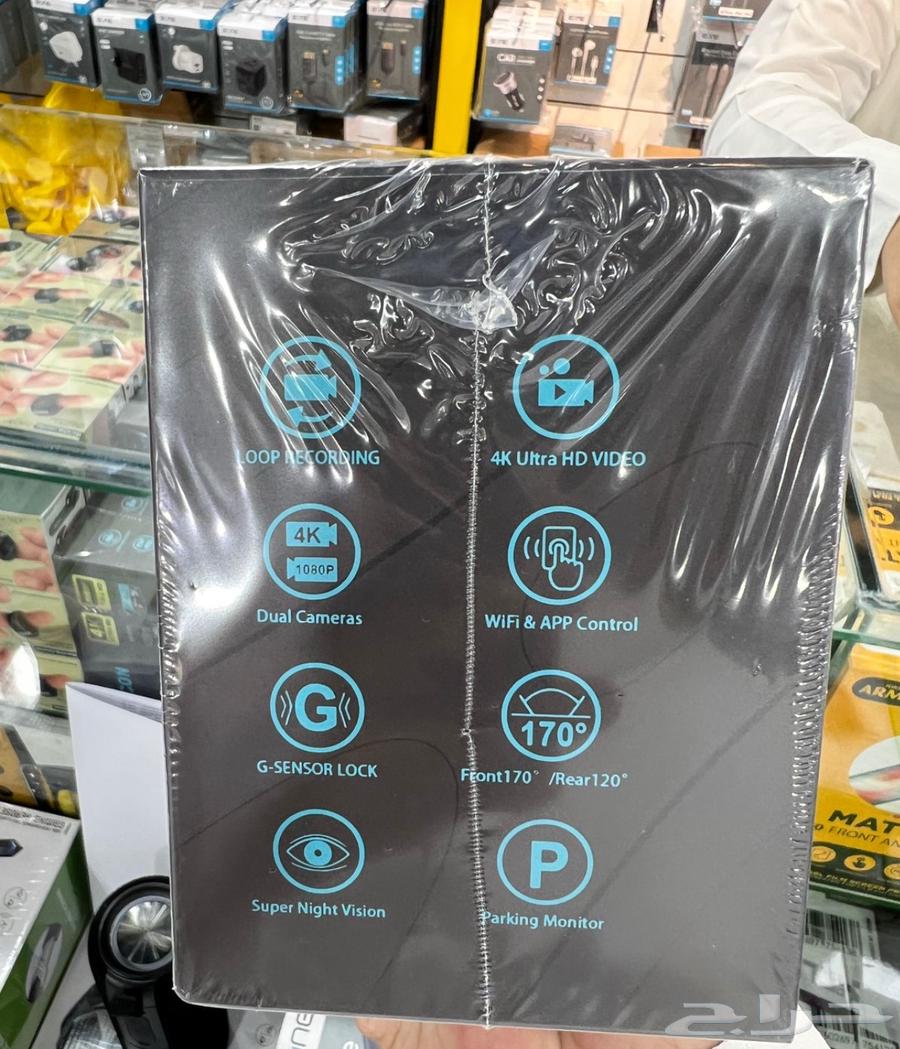 LOOP RECORDING
4K Ultra HD VIDEO
4K
1080P
Dual Cameras
WiFi & APP Control
G
G-SENSOR LOCK
170°
Front170° /Rear120°
Super Night Vision
P
Parking Monitor
حراج